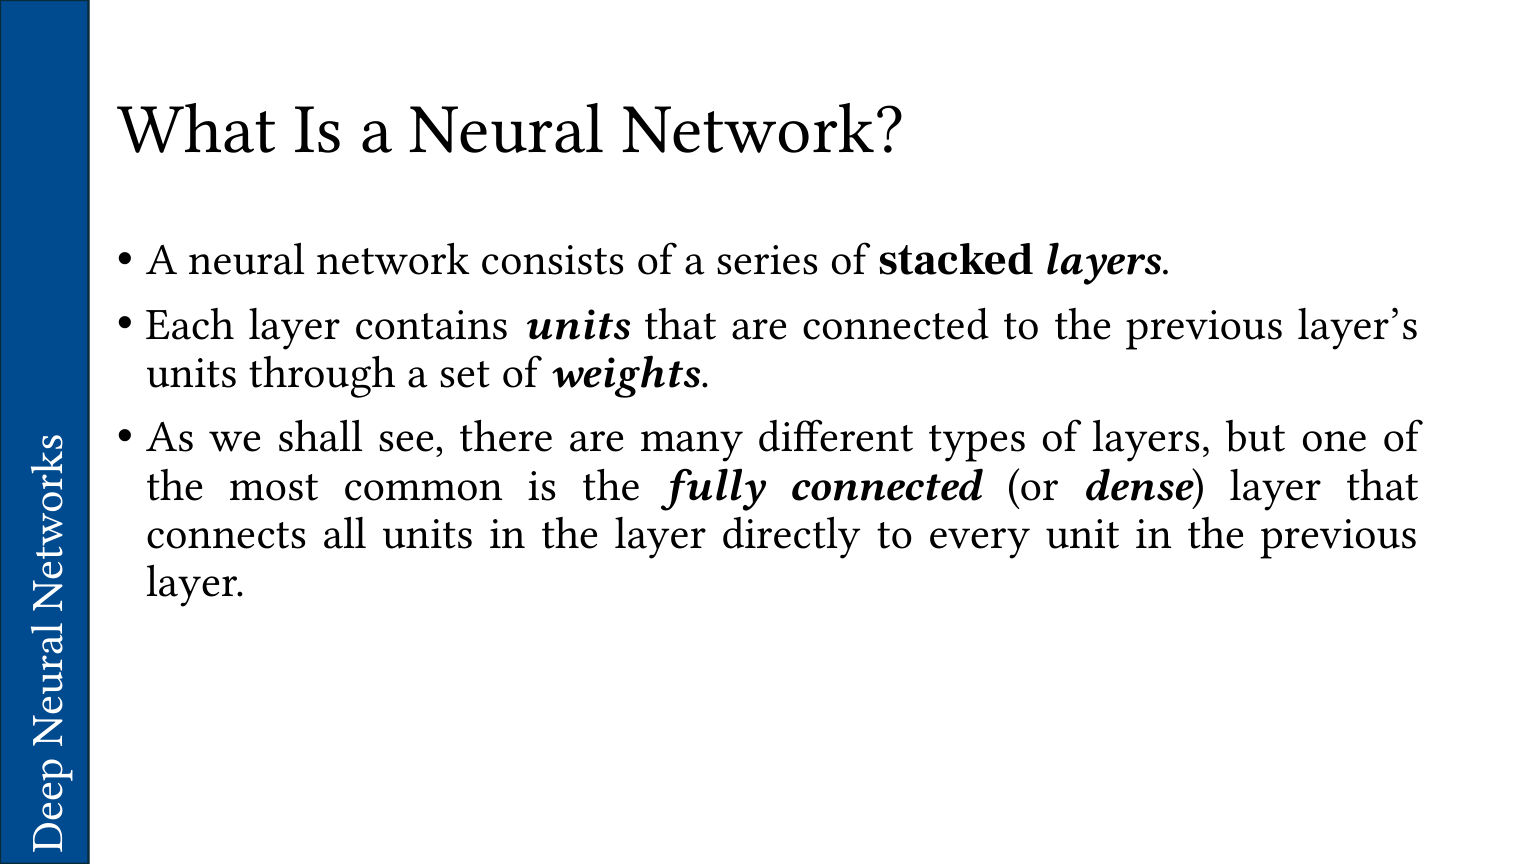 What Is a Neural Network?
• A neural network consists of a series of stacked layers.
• Each layer contains units that are connected to the previous layer’s
units through a set of weights.
• As we shall see, there are many different types of layers, but one of
the most common is the fully connected (or dense) layer that
connects all units in the layer directly to every unit in the previous
layer.
Deep Neural Networks